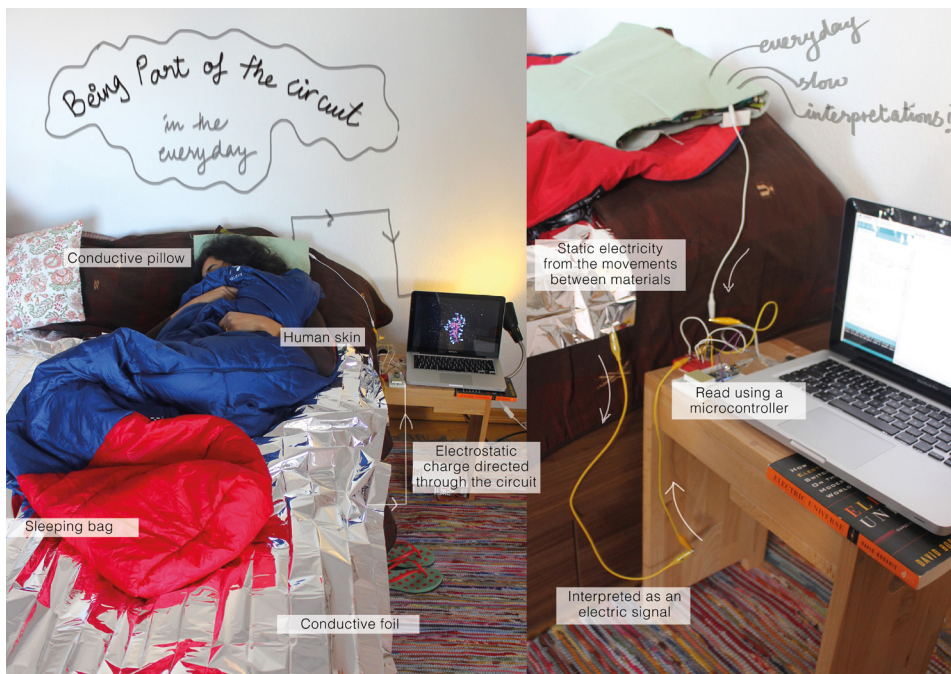 Being Part of the circuit
in the
everyday
Conductive pillow
Human skin
Electrostatic
charge directed
through the circuit
Sleeping bag
Conductive foil
everyday
slow
interpretations
Static electricity
from the movements
between materials
Read using a
microcontroller
Interpreted as an
electric signal
ELECTRIC UNIVERSE
DAVID